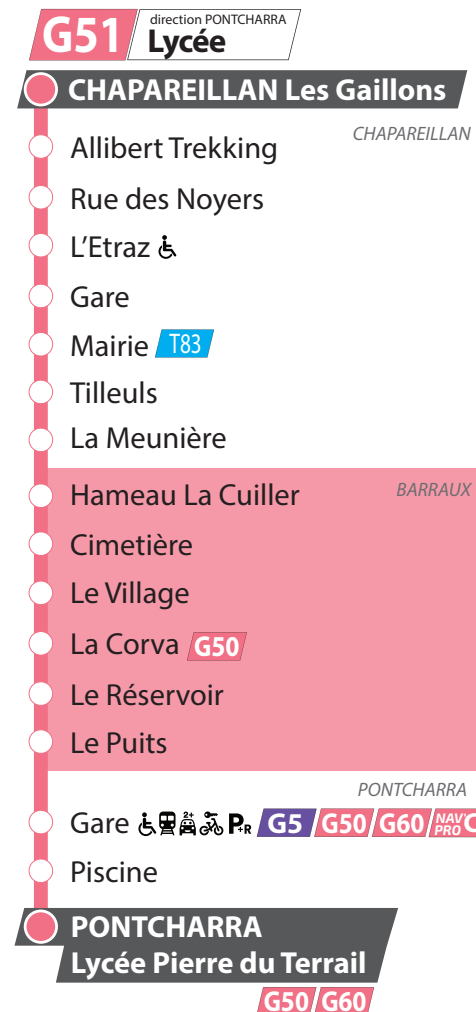 G51 direction PONTCHARRA
Lycée
CHAPAREILLAN Les Gaillons
CHAPAREILLAN
Allibert Trekking
Rue des Noyers
L'Etraz
Gare
Mairie T83
Tilleuls
La Meunière
Hameau La Cuiller BARRAUX
Cimetière
Le Village
La Corva G50
Le Réservoir
Le Puits
PONTCHARRA
Gare 2+ P+R G5 G50 G60 NAV'C PRO
Piscine
PONTCHARRA
Lycée Pierre du Terrail
G50 G60